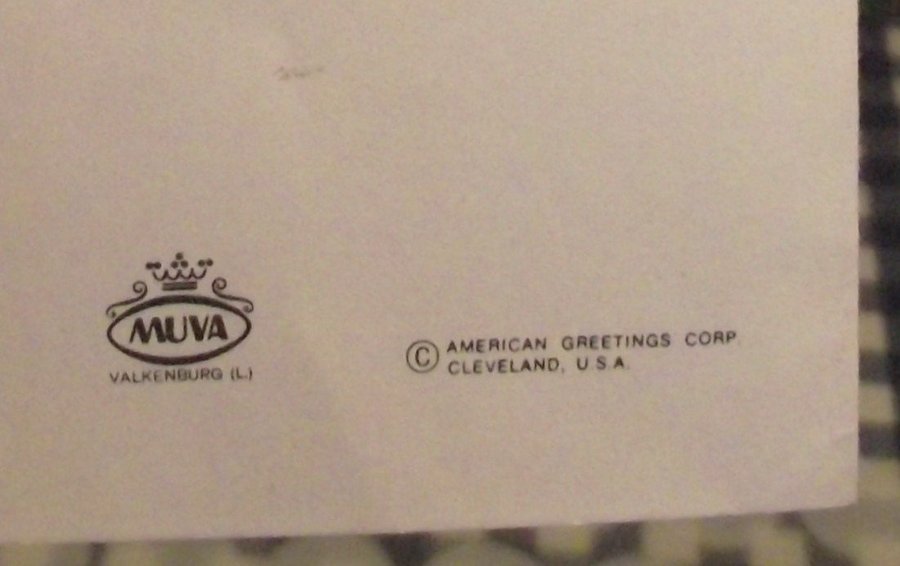 MUVA
VALKENBURG (L.)
© AMERICAN GREETINGS CORP.
CLEVELAND, U.S.A.